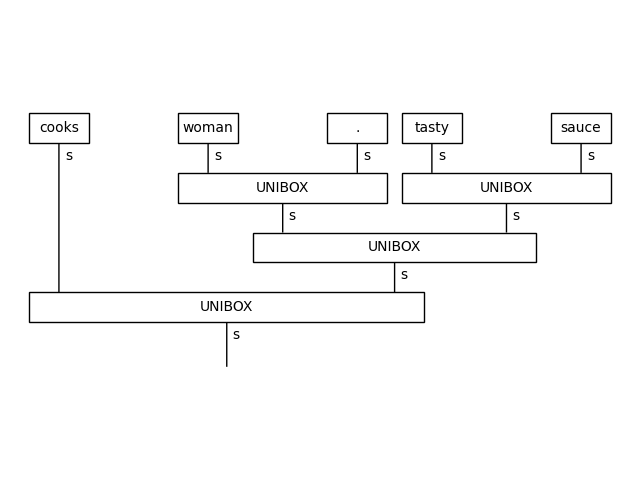 cooks woman . tasty sauce
s s s s s
UNIBOX UNIBOX
s s
UNIBOX
s
UNIBOX
s